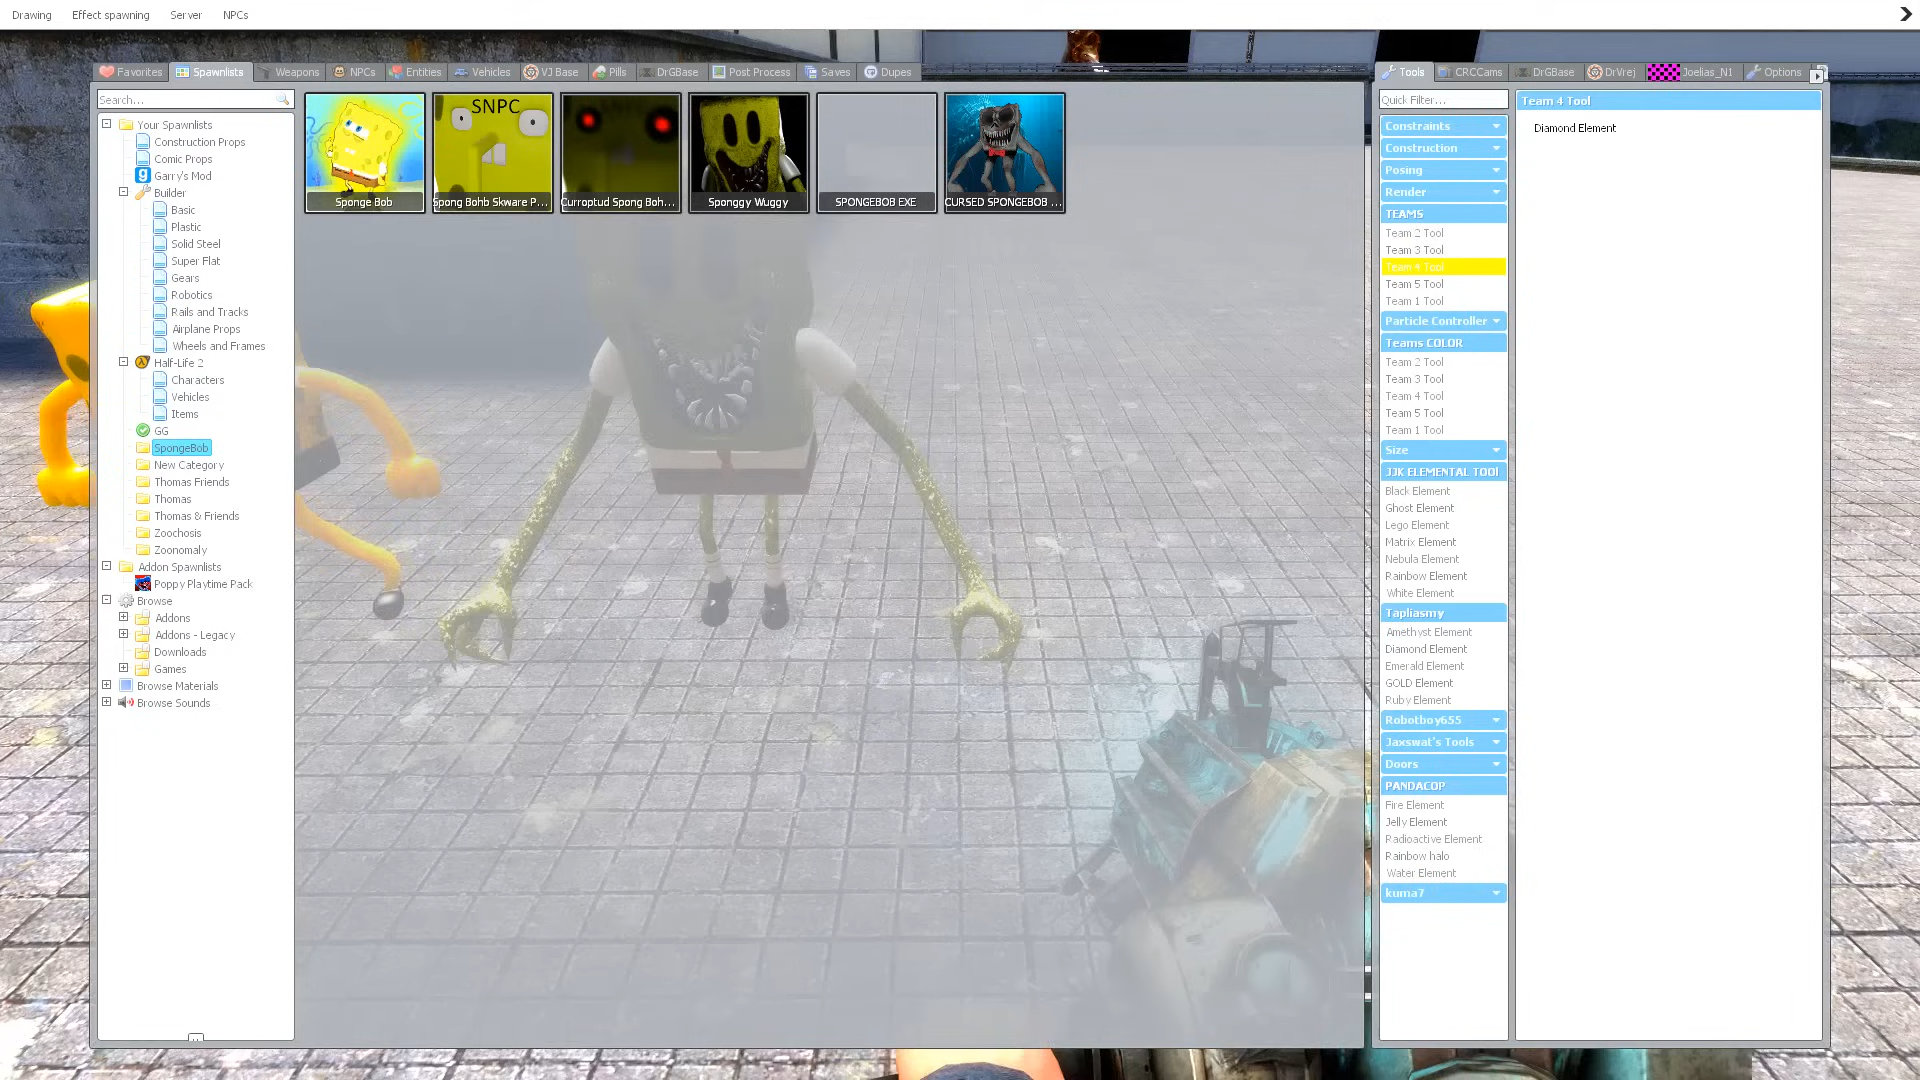 Drawing Effect spawning Server NPCs
Favorites Spawnlists Weapons NPCs Entities Vehicles VJ Base Pills DrGBase Post Process Saves Dupes
Search...
Your Spawnlists
Construction Props
Comic Props
Garry's Mod
Builder
Basic
Plastic
Solid Steel
Super Flat
Gears
Robotics
Rails and Tracks
Airplane Props
Wheels and Frames
Half-Life 2
Characters
Vehicles
Items
GG
SpongeBob
New Category
Thomas Friends
Thomas
Thomas & Friends
Zoochosis
Zoonomaly
Addon Spawnlists
Poppy Playtime Pack
Browse
Addons
Addons - Legacy
Downloads
Games
Browse Materials
Browse Sounds
SNPC
Sponge Bob
Spong Bohb Skware P...
Curroptud Spong Boh...
Sponggy Wuggy
SPONGEBOB EXE
CURSED SPONGEBOB ...
Tools CRCCams DrGBase DrVrej Joelias_N1 Options
Quick Filter...
Constraints
Construction
Posing
Render
TEAMS
Team 2 Tool
Team 3 Tool
Team 4 Tool
Team 5 Tool
Team 1 Tool
Particle Controller
Teams COLOR
Team 2 Tool
Team 3 Tool
Team 4 Tool
Team 5 Tool
Team 1 Tool
Size
JJK ELEMENTAL TOOl
Black Element
Ghost Element
Lego Element
Matrix Element
Nebula Element
Rainbow Element
White Element
Tapliasmy
Amethyst Element
Diamond Element
Emerald Element
GOLD Element
Ruby Element
Robotboy655
Jaxswat's Tools
Doors
PANDACOP
Fire Element
Jelly Element
Radioactive Element
Rainbow halo
Water Element
kuma7
Team 4 Tool
Diamond Element